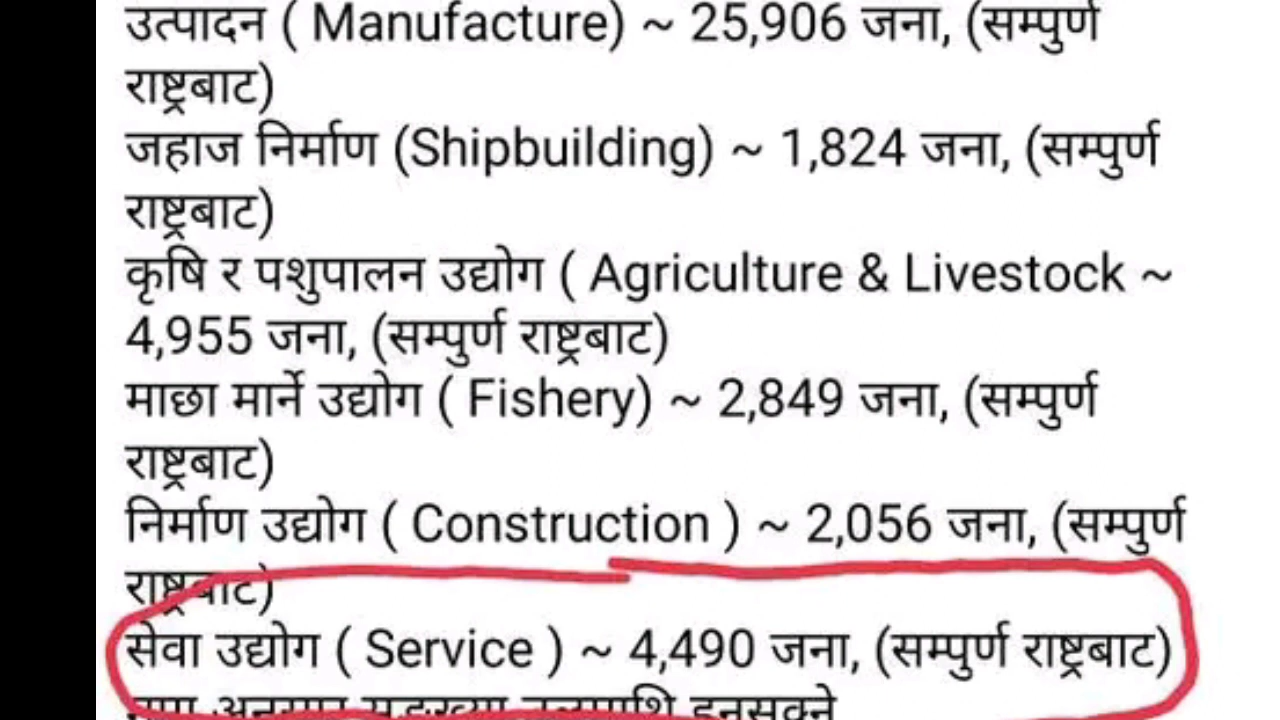 उत्पादन ( Manufacture) ~ 25,906 जना, (सम्पुर्ण
राष्ट्रबाट)
जहाज निर्माण (Shipbuilding) ~ 1,824 जना, (सम्पुर्ण
राष्ट्रबाट)
कृषि र पशुपालन उद्योग ( Agriculture & Livestock ~
4,955 जना, (सम्पुर्ण राष्ट्रबाट)
माछा मार्ने उद्योग ( Fishery) ~ 2,849 जना, (सम्पुर्ण
राष्ट्रबाट)
निर्माण उद्योग ( Construction ) ~ 2,056 जना, (सम्पुर्ण
राष्ट्रबाट)
सेवा उद्योग ( Service ) ~ 4,490 जना, (सम्पुर्ण राष्ट्रबाट)
हुनसक्ने